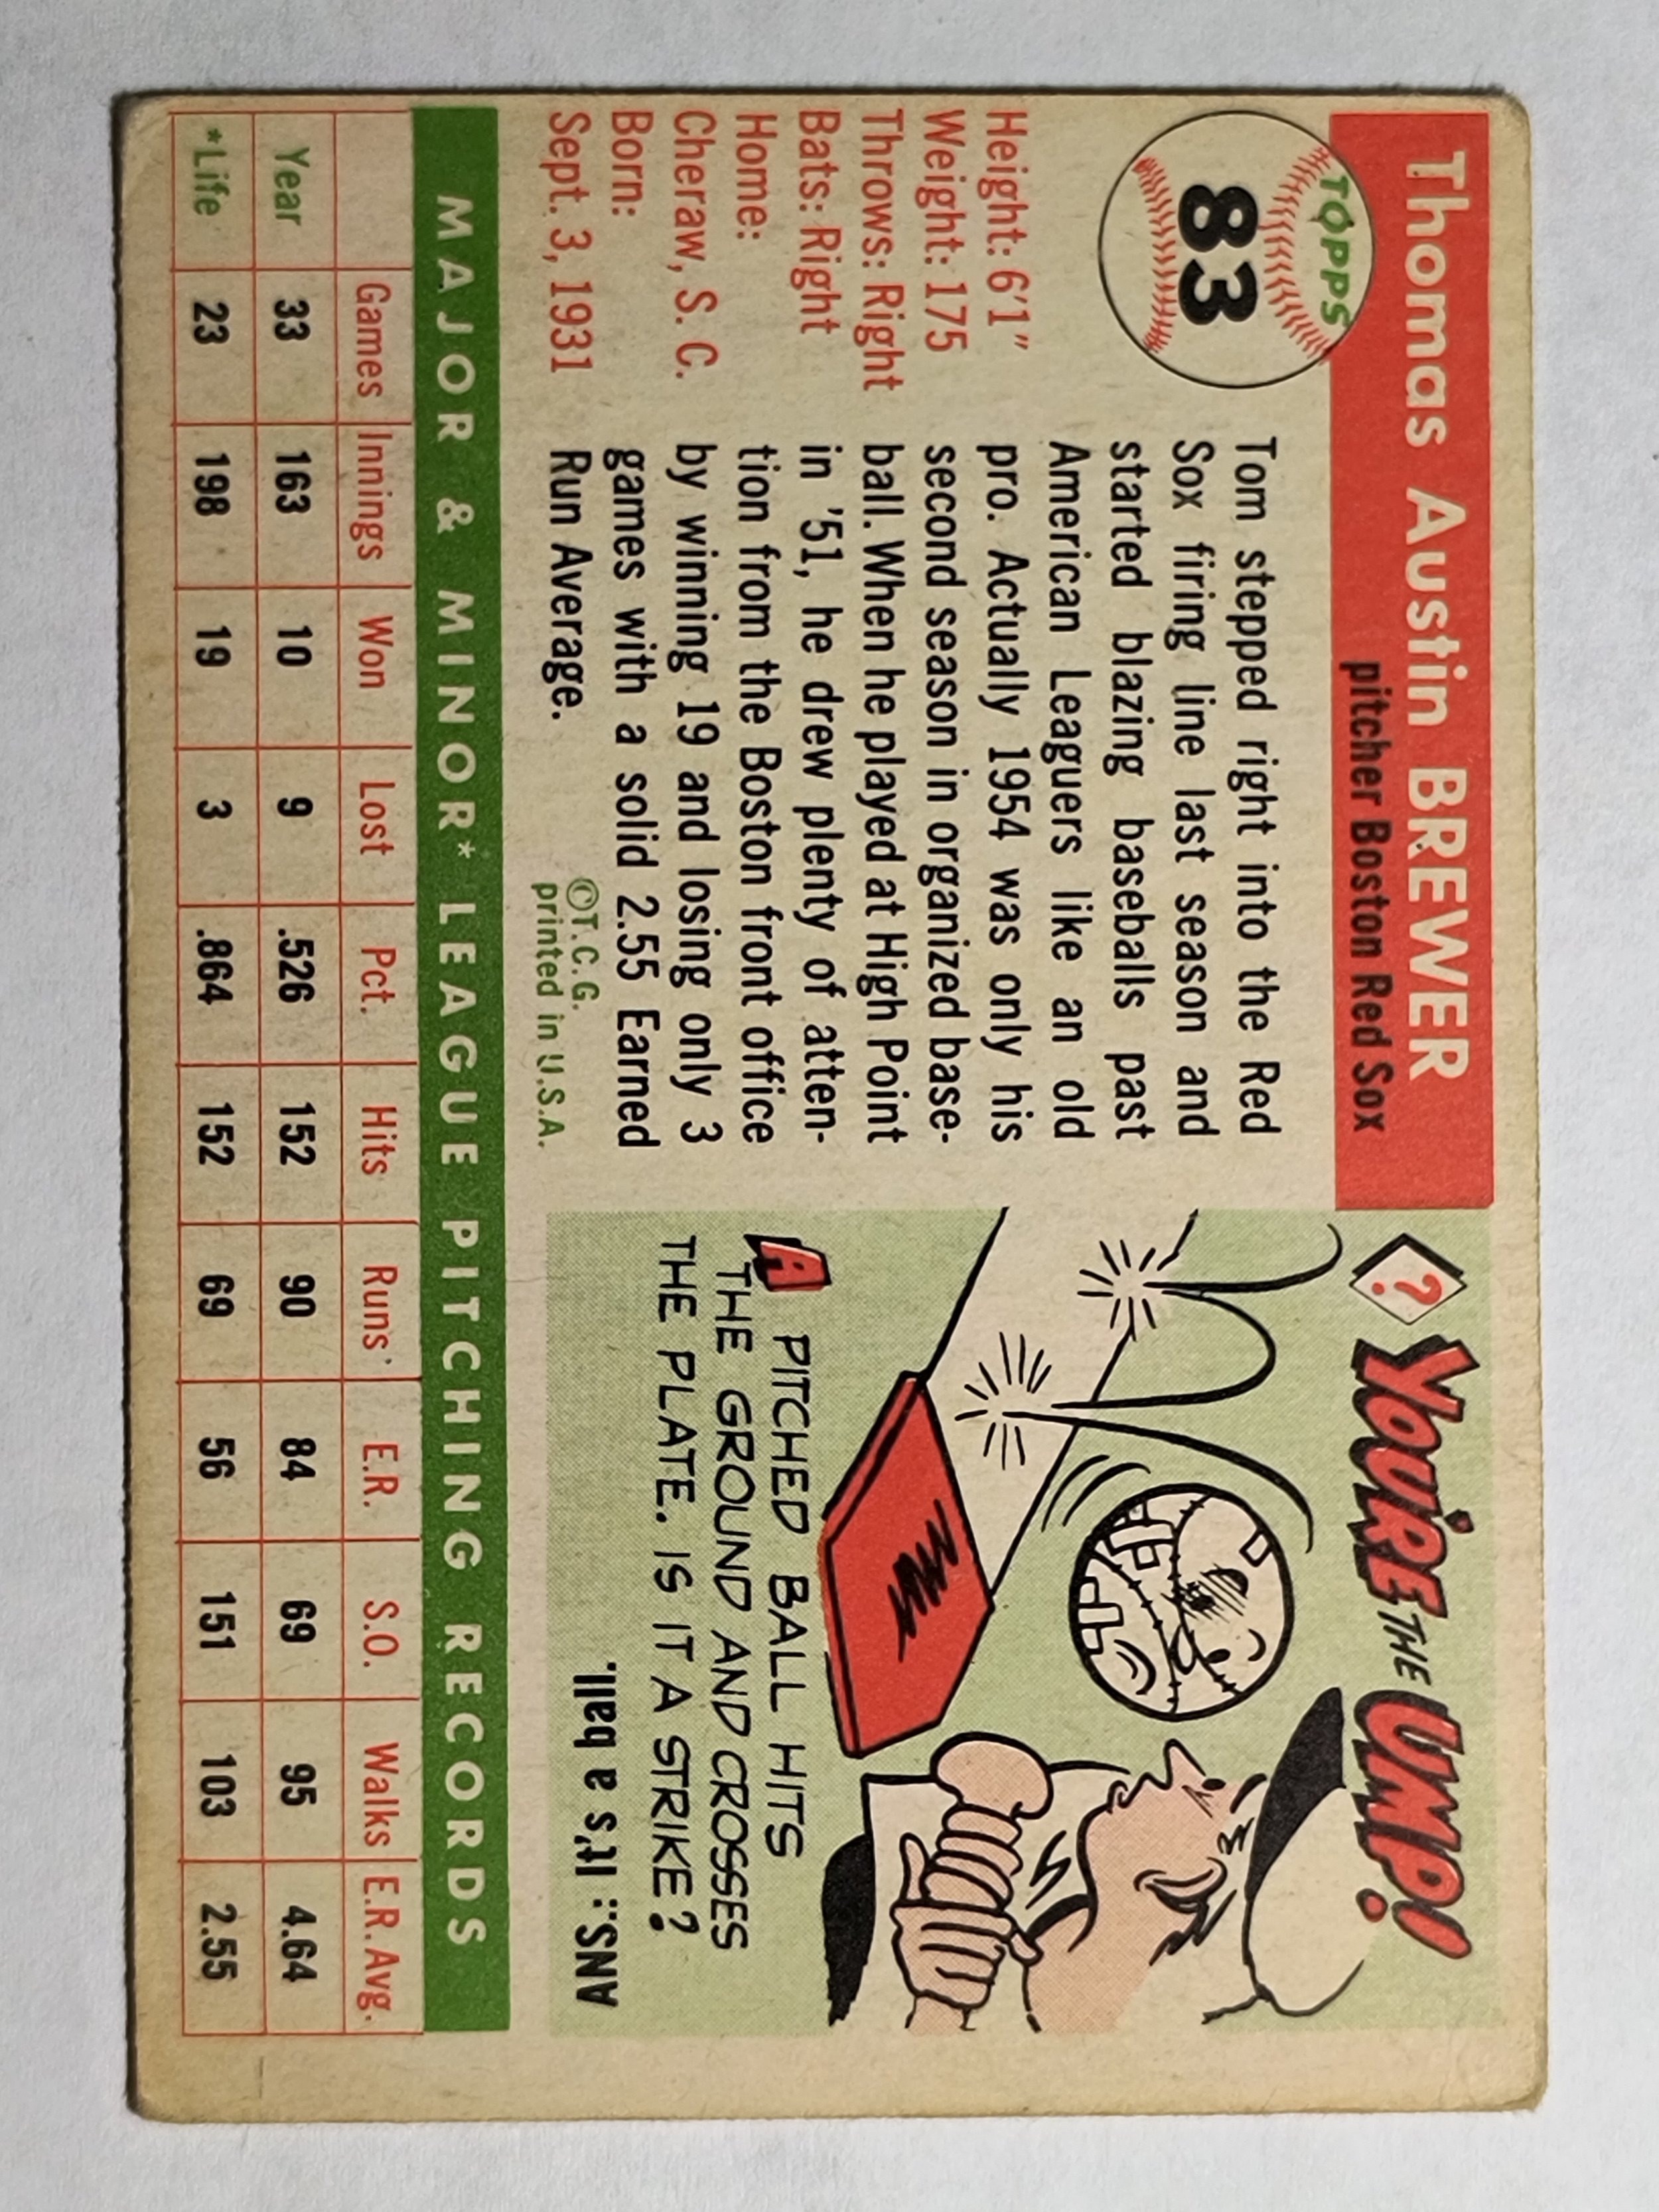 Thomas Austin BREWER
pitcher Boston Red Sox
TOPPS
83
Height: 6'1"
Weight: 175
Throws: Right
Bats: Right
Home:
Cheraw, S. C.
Born:
Sept. 3, 1931
Tom stepped right into the Red
Sox firing line last season and
started blazing baseballs past
American Leaguers like an old
pro. Actually 1954 was only his
second season in organized base-
ball. When he played at High Point
in '51, he drew plenty of atten-
tion from the Boston front office
by winning 19 and losing only 3
games with a solid 2.55 Earned
Run Average.
©T.C.G.
printed in U.S.A.
? YOU'RE THE UMP!
A PITCHED BALL HITS
THE GROUND AND CROSSES
THE PLATE. IS IT A STRIKE?
ANS.: It's a ball.
MAJOR & MINOR* LEAGUE PITCHING RECORDS
Games Innings Won Lost Pct. Hits Runs E.R. S.O. Walks E.R. Avg.
Year 33 163 10 9 .526 152 90 84 69 95 4.64
*Life 23 198 19 3 .864 152 69 56 151 103 2.55